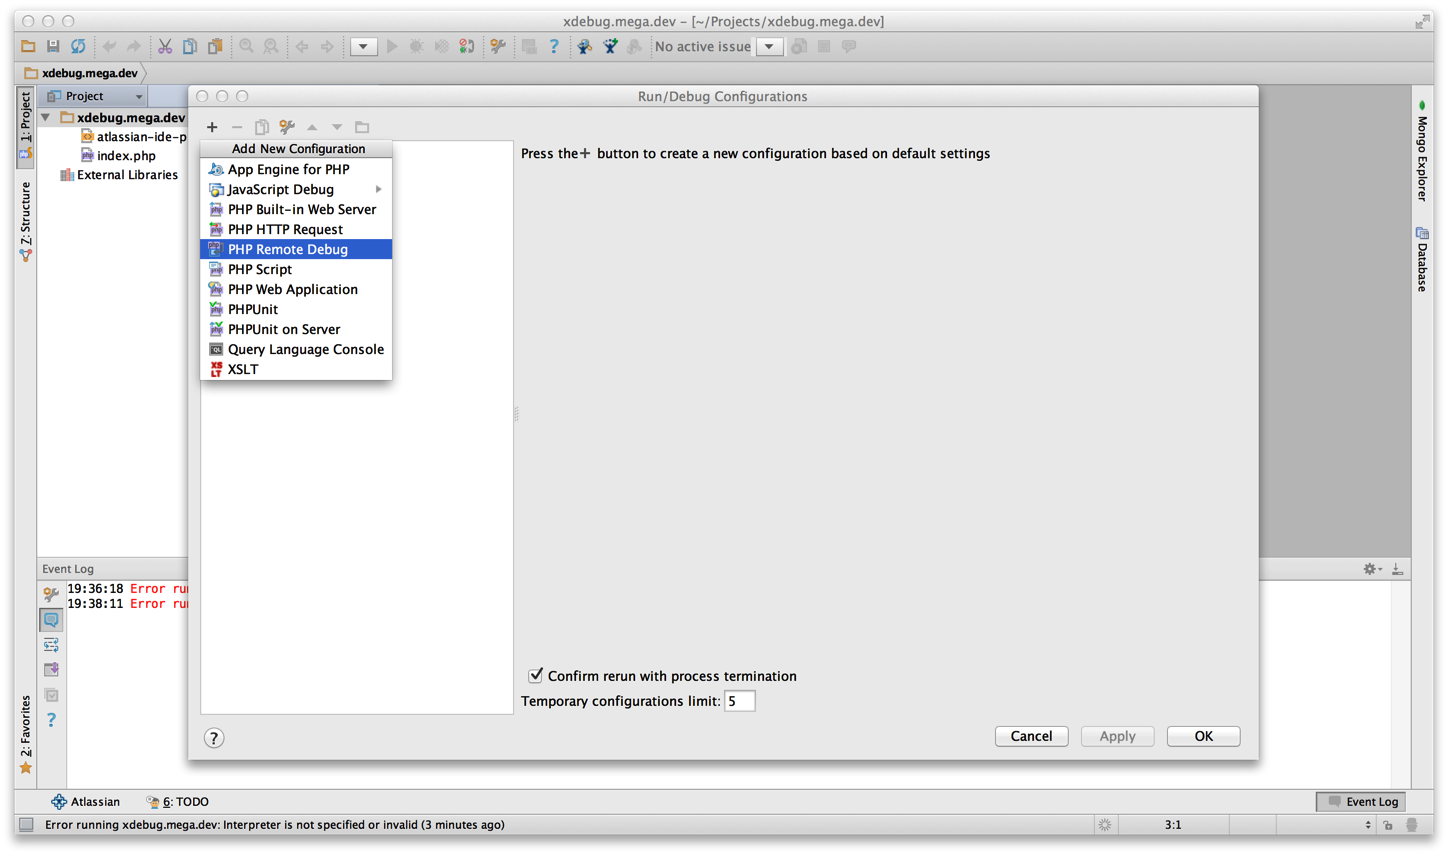 xdebug.mega.dev – [~/Projects/xdebug.mega.dev]
No active issue
xdebug.mega.dev
1: Project
Z: Structure
2: Favorites
Project
xdebug.mega.dev
atlassian-ide-p
index.php
External Libraries
Run/Debug Configurations
Add New Configuration
App Engine for PHP
JavaScript Debug
PHP Built-in Web Server
PHP HTTP Request
PHP Remote Debug
PHP Script
PHP Web Application
PHPUnit
PHPUnit on Server
Query Language Console
XSLT
Press the + button to create a new configuration based on default settings
Confirm rerun with process termination
Temporary configurations limit: 5
?
Cancel
Apply
OK
Mongo Explorer
Database
Event Log
19:36:18 Error ru
19:38:11 Error ru
Atlassian
6: TODO
Event Log
Error running xdebug.mega.dev: Interpreter is not specified or invalid (3 minutes ago)
3:1